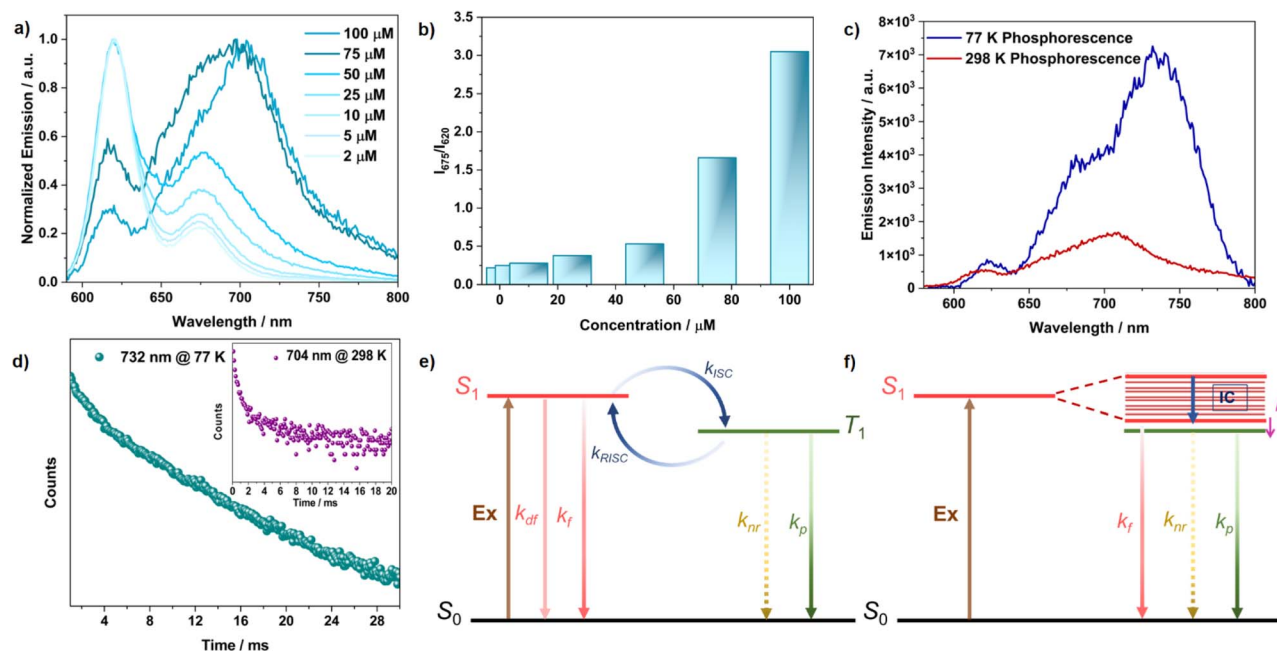 a)
Normalized Emission / a.u.
1.0
0.8
0.6
0.4
0.2
0.0
600
650
700
750
800
Wavelength / nm
100 μM
75 μM
50 μM
25 μM
10 μM
5 μM
2 μM
b)
I675/I620
3.5
3.0
2.5
2.0
1.5
1.0
0.5
0.0
0
20
40
60
80
100
Concentration / μM
c)
Emission Intensity / a.u.
8×10³
7×10³
6×10³
5×10³
4×10³
3×10³
2×10³
1×10³
0
600
650
700
750
800
Wavelength / nm
77 K Phosphorescence
298 K Phosphorescence
d)
Counts
732 nm @ 77 K
4
8
12
16
20
24
28
Time / ms
704 nm @ 298 K
Counts
0 2 4 6 8 10 12 14 16 18 20
Time / ms
e)
S1
kISC
kRISC
T1
Ex
kdf
kf
knr
kp
S0
f)
S1
IC
Ex
kf
knr
kp
S0